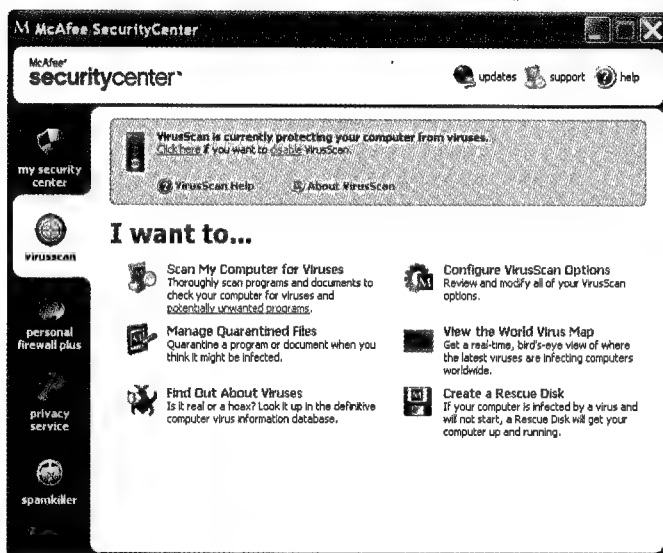 M McAfee SecurityCenter
McAfee®
securitycenter™
updates support help
VirusScan is currently protecting your computer from viruses.
Click here if you want to disable VirusScan.
VirusScan Help About VirusScan
my security
center
virusscan
personal
firewall plus
privacy
service
spamkiller
I want to...
Scan My Computer for Viruses
Thoroughly scan programs and documents to
check your computer for viruses and
potentially unwanted programs.
Manage Quarantined Files
Quarantine a program or document when you
think it might be infected.
Find Out About Viruses
Is it real or a hoax? Look it up in the definitive
computer virus information database.
Configure VirusScan Options
Review and modify all of your VirusScan
options.
View the World Virus Map
Get a real-time, bird's-eye view of where
the latest viruses are infecting computers
worldwide.
Create a Rescue Disk
If your computer is infected by a virus and
will not start, a Rescue Disk will get your
computer up and running.